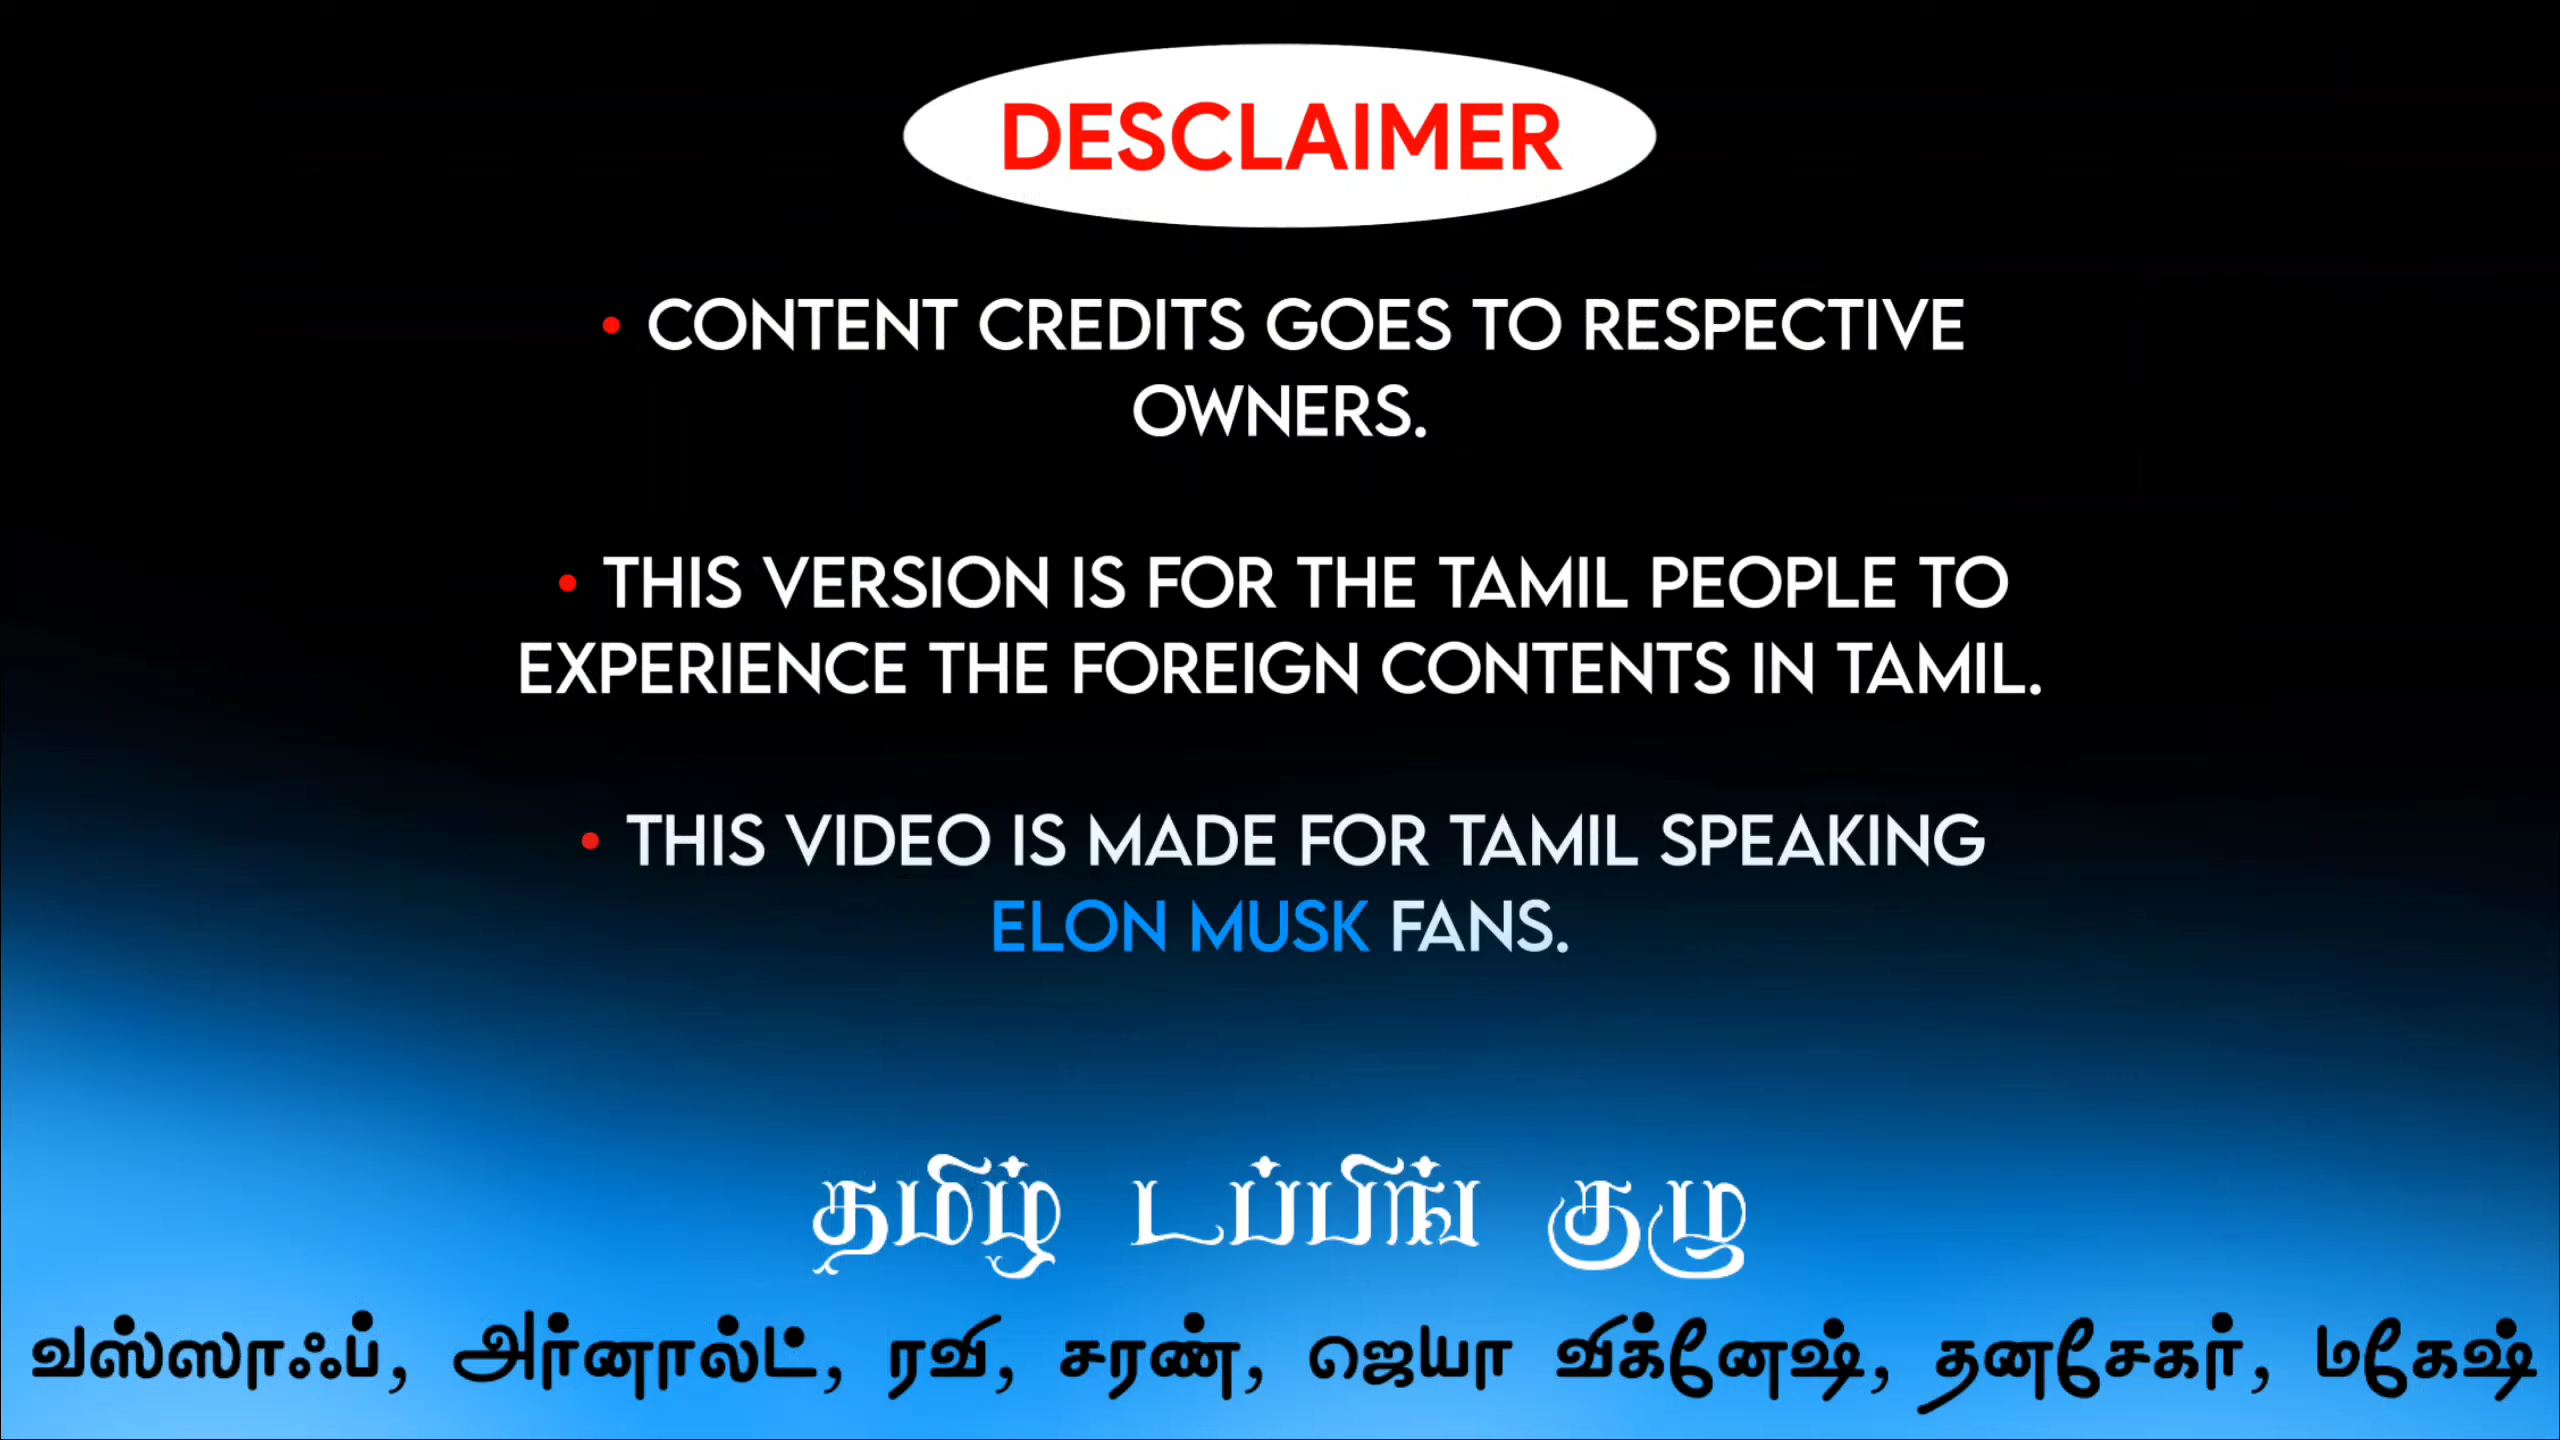 DESCLAIMER
• CONTENT CREDITS GOES TO RESPECTIVE
OWNERS.
• THIS VERSION IS FOR THE TAMIL PEOPLE TO
EXPERIENCE THE FOREIGN CONTENTS IN TAMIL.
• THIS VIDEO IS MADE FOR TAMIL SPEAKING
ELON MUSK FANS.
தமிழ் டப்பிங் குழு
வஸ்ஸாஃப், அர்னால்ட், ரவி, சரண், ஜெயா விக்னேஷ், தனசேகர், மகேஷ்